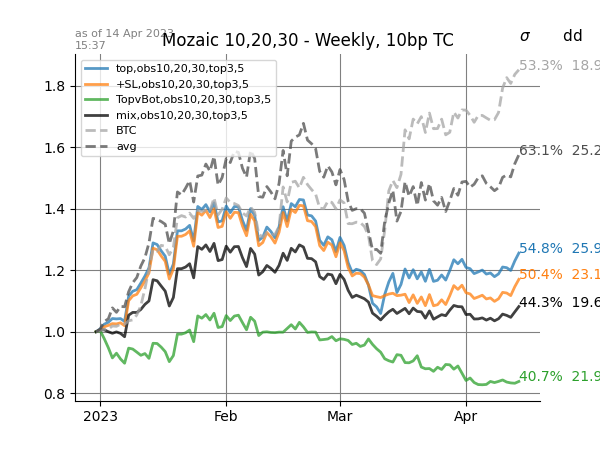 as of 14 Apr 2023
15:37
Mozaic 10,20,30 - Weekly, 10bp TC
σ dd
top,obs10,20,30,top3,5
+SL,obs10,20,30,top3,5
TopvBot,obs10,20,30,top3,5
mix,obs10,20,30,top3,5
BTC
avg
53.3% 18.9
63.1% 25.2
54.8% 25.9
50.4% 23.1
44.3% 19.6
40.7% 21.9
1.8
1.6
1.4
1.2
1.0
0.8
2023 Feb Mar Apr